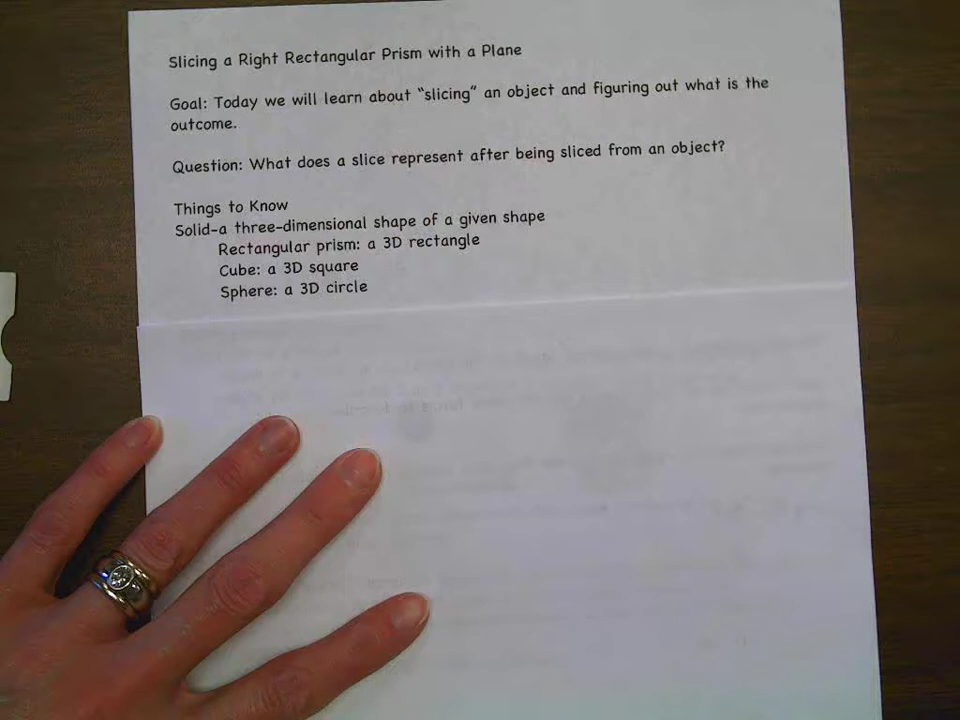 Slicing a Right Rectangular Prism with a Plane
Goal: Today we will learn about “slicing” an object and figuring out what is the
outcome.
Question: What does a slice represent after being sliced from an object?
Things to Know
Solid-a three-dimensional shape of a given shape
Rectangular prism: a 3D rectangle
Cube: a 3D square
Sphere: a 3D circle